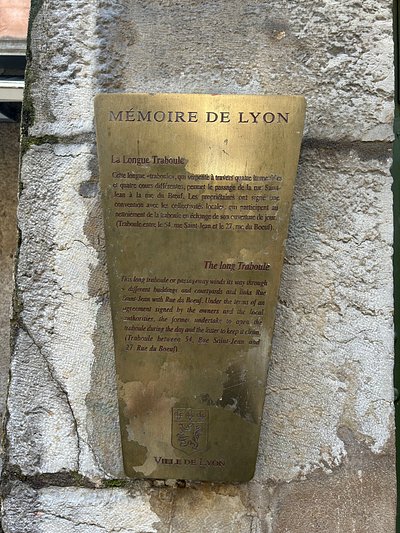 MÉMOIRE DE LYON
La Longue Traboule
Cette longue «traboule», qui serpente à travers quatre immeubles
et quatre cours différentes, permet le passage de la rue Saint-
Jean à la rue du Bœuf. Les propriétaires ont signé une
convention avec les collectivités locales, qui participent au
nettoiement de la traboule en échange de son ouverture de jour.
(Traboule entre le 54, rue Saint-Jean et le 27, rue du Bœuf).
The long Traboule
This long traboule or passageway winds its way through
different buildings and courtyards and links Rue
Saint-Jean with Rue du Boeuf. Under the terms of an
agreement signed by the owners and the local
authorities, the former undertake to open the
traboule during the day and the latter to keep it clean.
(Traboule between 54, Rue Saint-Jean and
27, Rue du Boeuf).
VILLE DE LYON